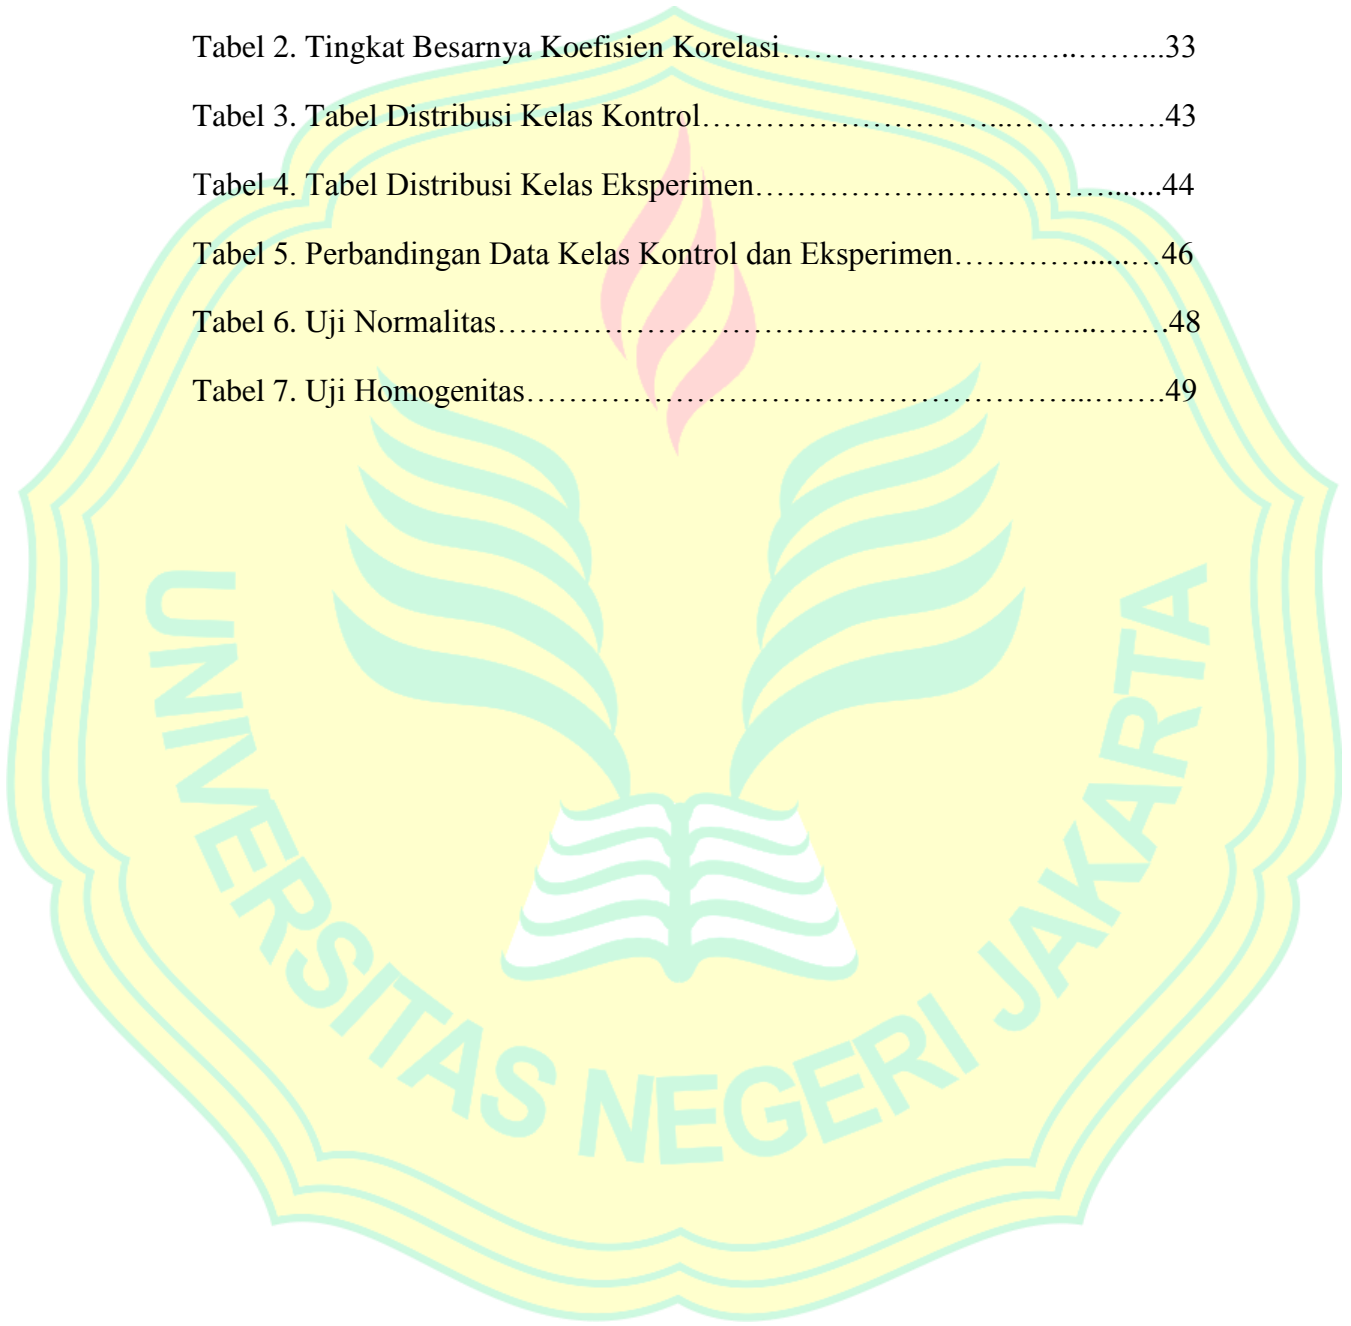 Tabel 2. Tingkat Besarnya Koefisien Korelasi…………………...…..……...33
Tabel 3. Tabel Distribusi Kelas Kontrol………………………..………..….43
Tabel 4. Tabel Distribusi Kelas Eksperimen…………………………….......44
Tabel 5. Perbandingan Data Kelas Kontrol dan Eksperimen…………......…46
Tabel 6. Uji Normalitas…………………………………………………...…….48
Tabel 7. Uji Homogenitas………………………………………………...…….49
UNIVERSITAS NEGERI JAKARTA